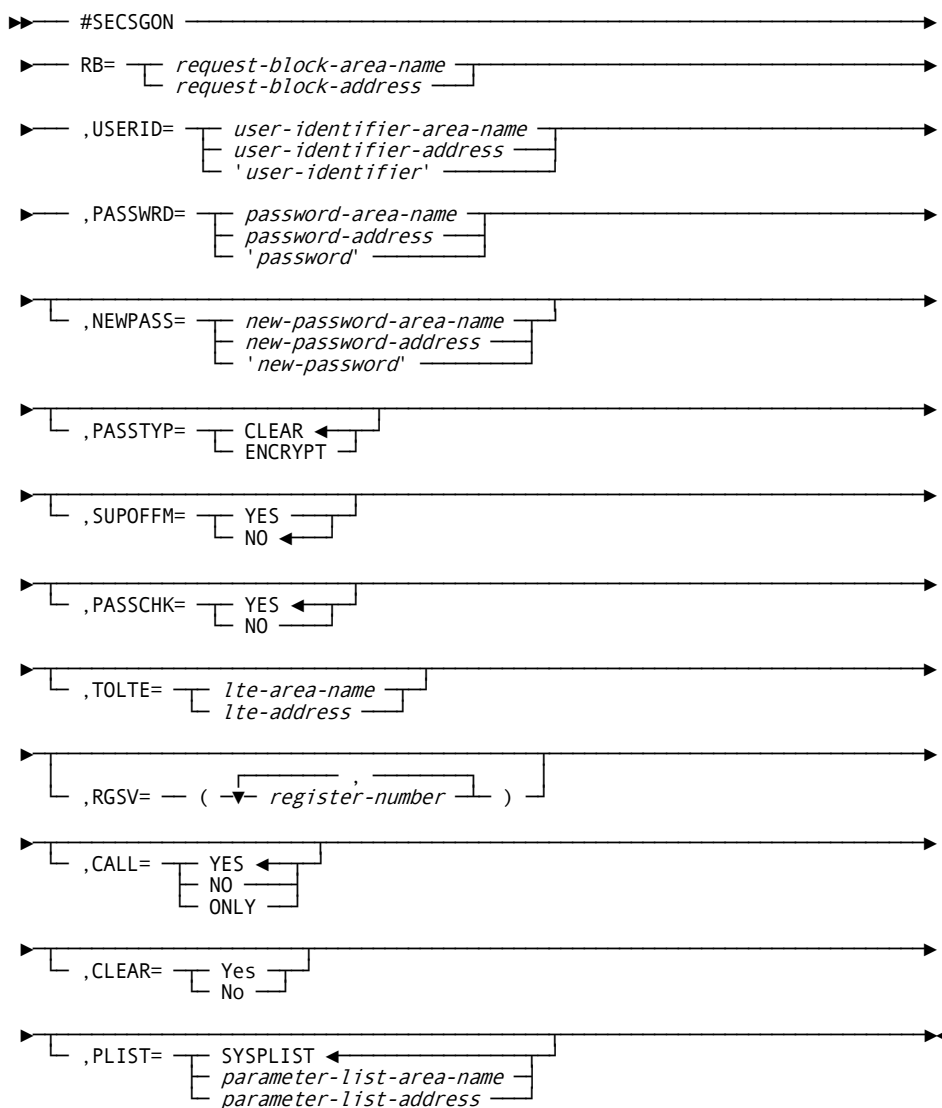 #SECSGON
RB= request-block-area-name
request-block-address
,USERID= user-identifier-area-name
user-identifier-address
'user-identifier'
,PASSWRD= password-area-name
password-address
'password'
,NEWPASS= new-password-area-name
new-password-address
'new-password'
,PASSTYP= CLEAR
ENCRYPT
,SUPOFFM= YES
NO
,PASSCHK= YES
NO
,TOLTE= lte-area-name
lte-address
,
,RGSV= ( register-number )
,CALL= YES
NO
ONLY
,CLEAR= Yes
No
,PLIST= SYSPLIST
parameter-list-area-name
parameter-list-address